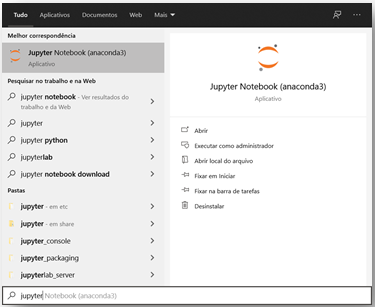 Tudo Aplicativos Documentos Web Mais
Melhor correspondência
Jupyter Notebook (anaconda3)
Aplicativo
Pesquisar no trabalho e na Web
jupyter notebook - Ver resultados do
trabalho e da Web
jupyter
jupyter python
jupyterlab
jupyter notebook download
Pastas
jupyter - em etc
jupyter - em share
jupyter_console
jupyter_packaging
jupyterlab_server
Jupyter Notebook (anaconda3)
Aplicativo
Abrir
Executar como administrador
Abrir local do arquivo
Fixar em Iniciar
Fixar na barra de tarefas
Desinstalar
jupyter Notebook (anaconda3)